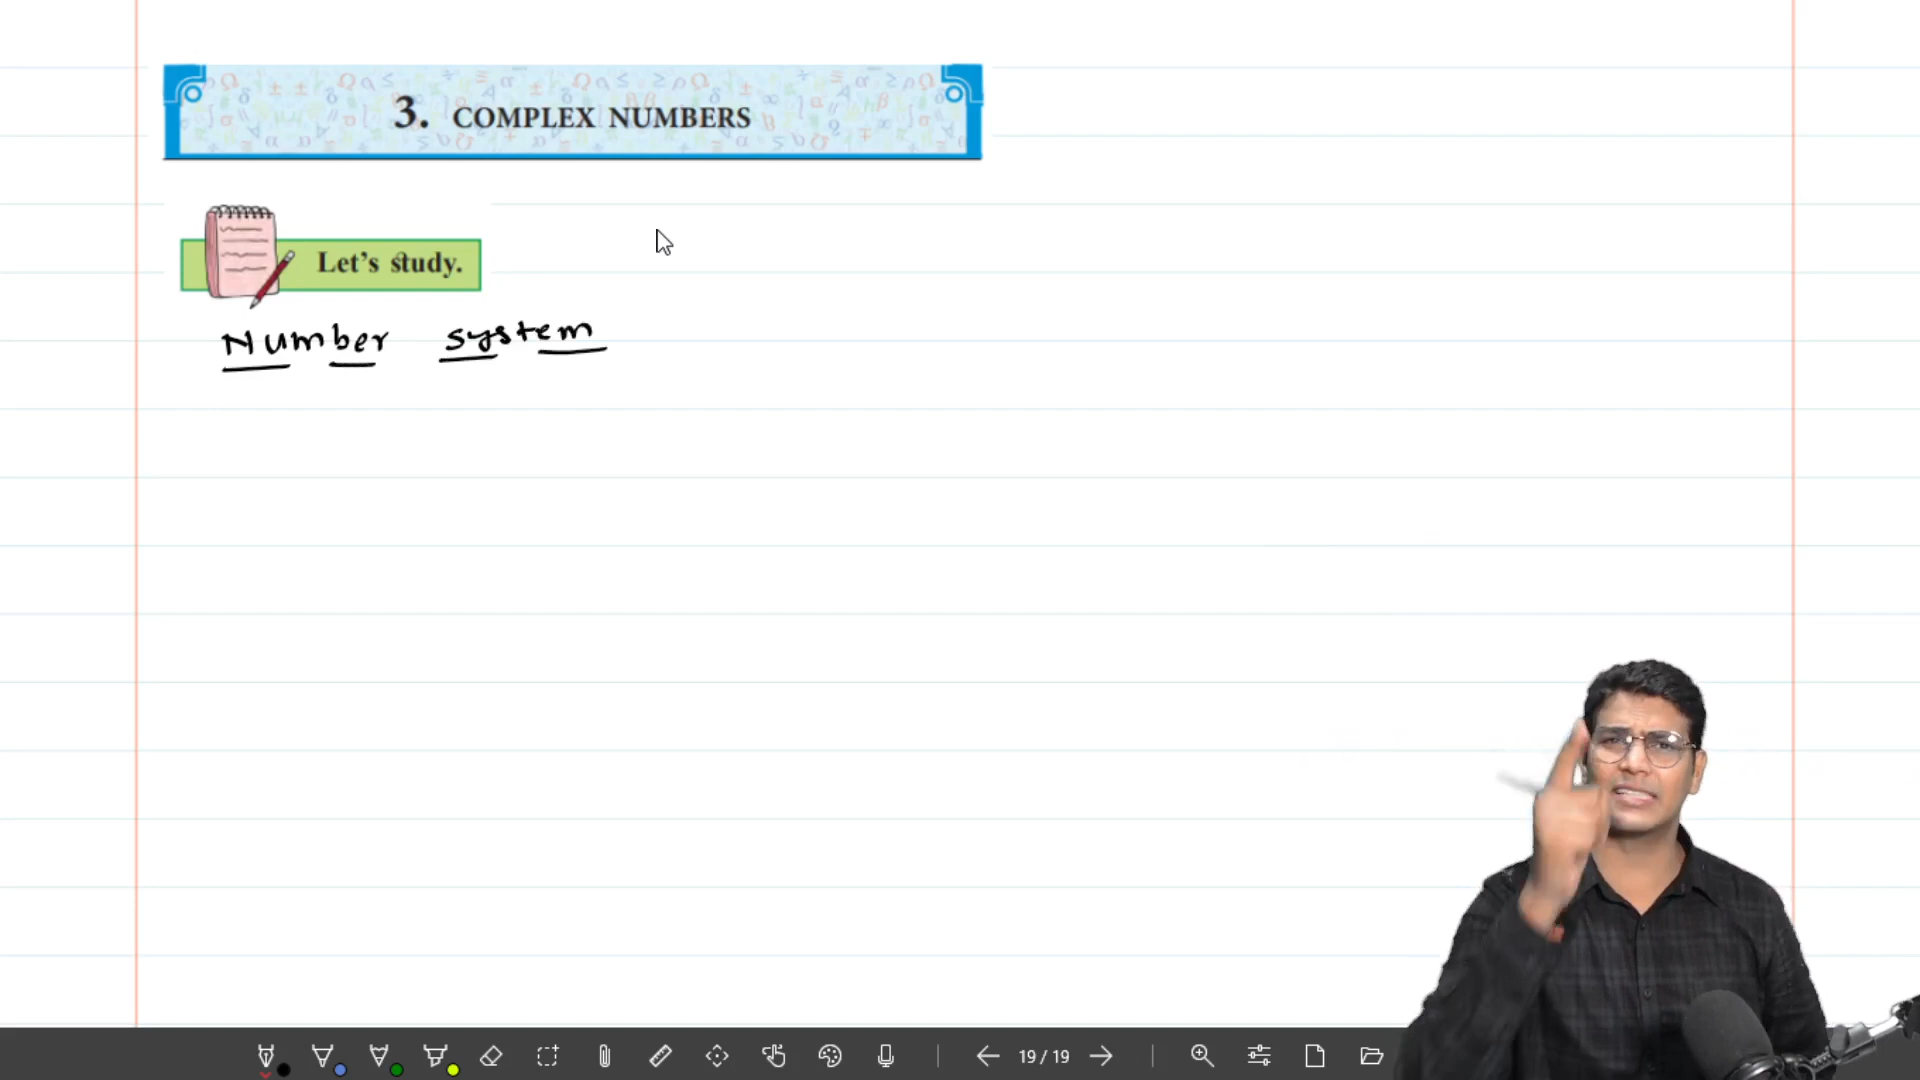 3. COMPLEX NUMBERS
Let's study.
Number system
19 / 19